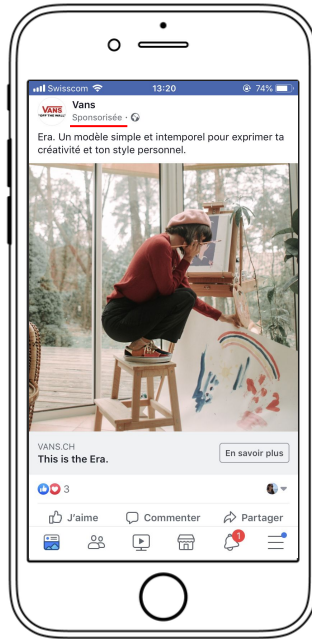 Swisscom 13:20 74%
VANS
"OFF THE WALL"
Vans
Sponsorisée
Era. Un modèle simple et intemporel pour exprimer ta
créativité et ton style personnel.
VANS.CH
This is the Era.
En savoir plus
3
J'aime Commenter Partager
1